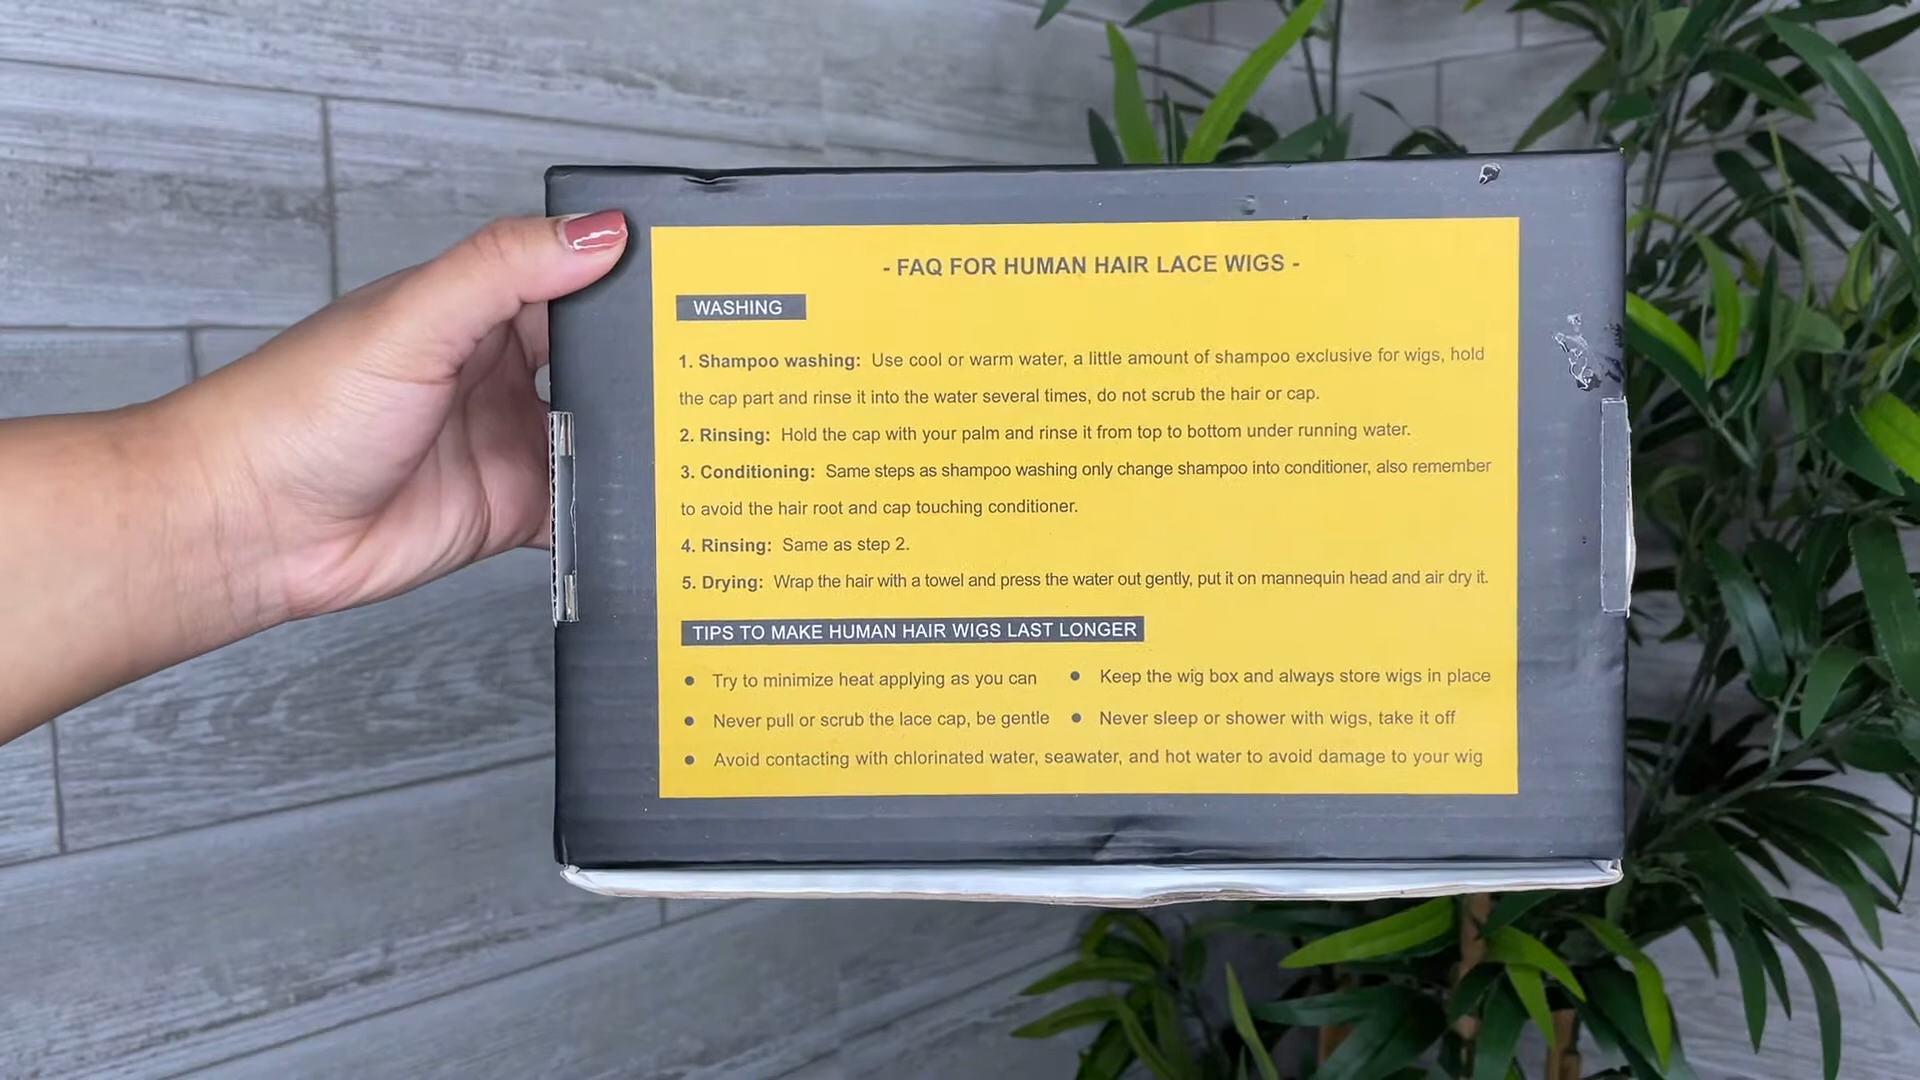 - FAQ FOR HUMAN HAIR LACE WIGS -
WASHING
1. Shampoo washing: Use cool or warm water, a little amount of shampoo exclusive for wigs, hold
the cap part and rinse it into the water several times, do not scrub the hair or cap.
2. Rinsing: Hold the cap with your palm and rinse it from top to bottom under running water.
3. Conditioning: Same steps as shampoo washing only change shampoo into conditioner, also remember
to avoid the hair root and cap touching conditioner.
4. Rinsing: Same as step 2.
5. Drying: Wrap the hair with a towel and press the water out gently, put it on mannequin head and air dry it.
TIPS TO MAKE HUMAN HAIR WIGS LAST LONGER
• Try to minimize heat applying as you can • Keep the wig box and always store wigs in place
• Never pull or scrub the lace cap, be gentle • Never sleep or shower with wigs, take it off
• Avoid contacting with chlorinated water, seawater, and hot water to avoid damage to your wig